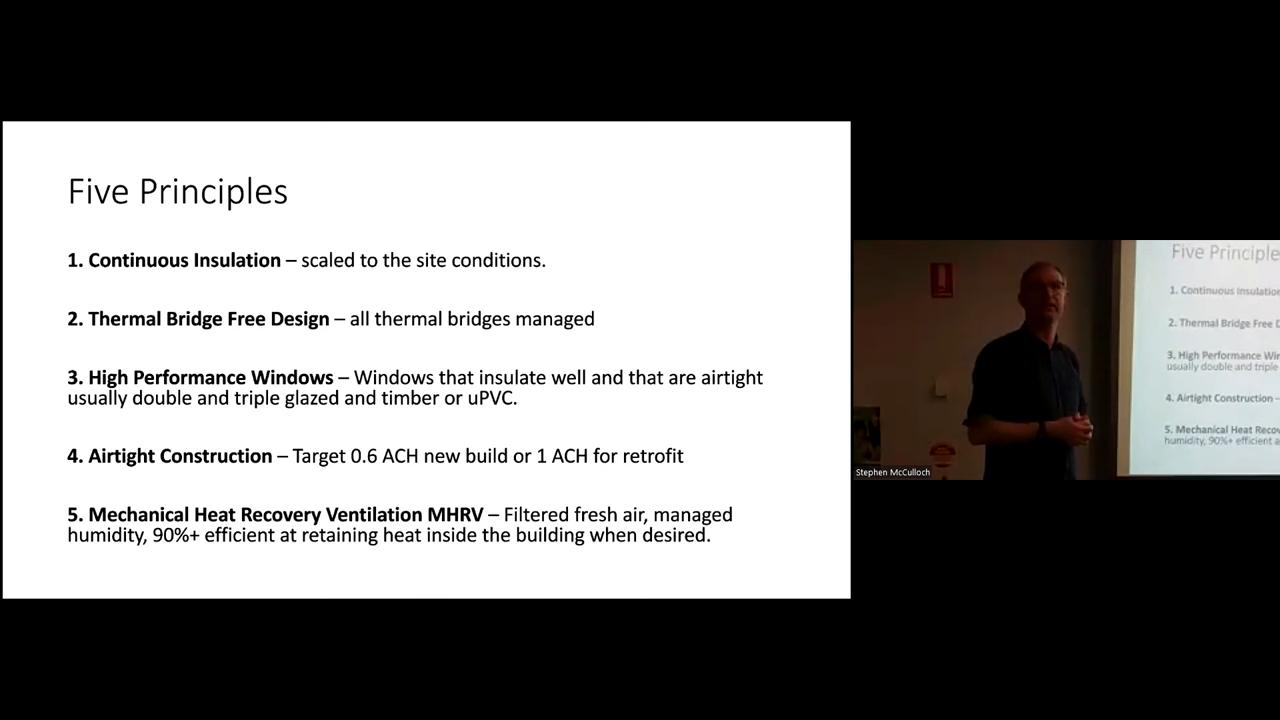 Five Principles
1. Continuous Insulation – scaled to the site conditions.
2. Thermal Bridge Free Design – all thermal bridges managed
3. High Performance Windows – Windows that insulate well and that are airtight
usually double and triple glazed and timber or uPVC.
4. Airtight Construction – Target 0.6 ACH new build or 1 ACH for retrofit
5. Mechanical Heat Recovery Ventilation MHRV – Filtered fresh air, managed
humidity, 90%+ efficient at retaining heat inside the building when desired.
Five Principle
1. Continuous Insulation
2. Thermal Bridge Free D
3. High Performance Win
usually double and triple
4. Airtight Construction –
5. Mechanical Heat Recov
humidity, 90%+ efficient a
Stephen McCulloch